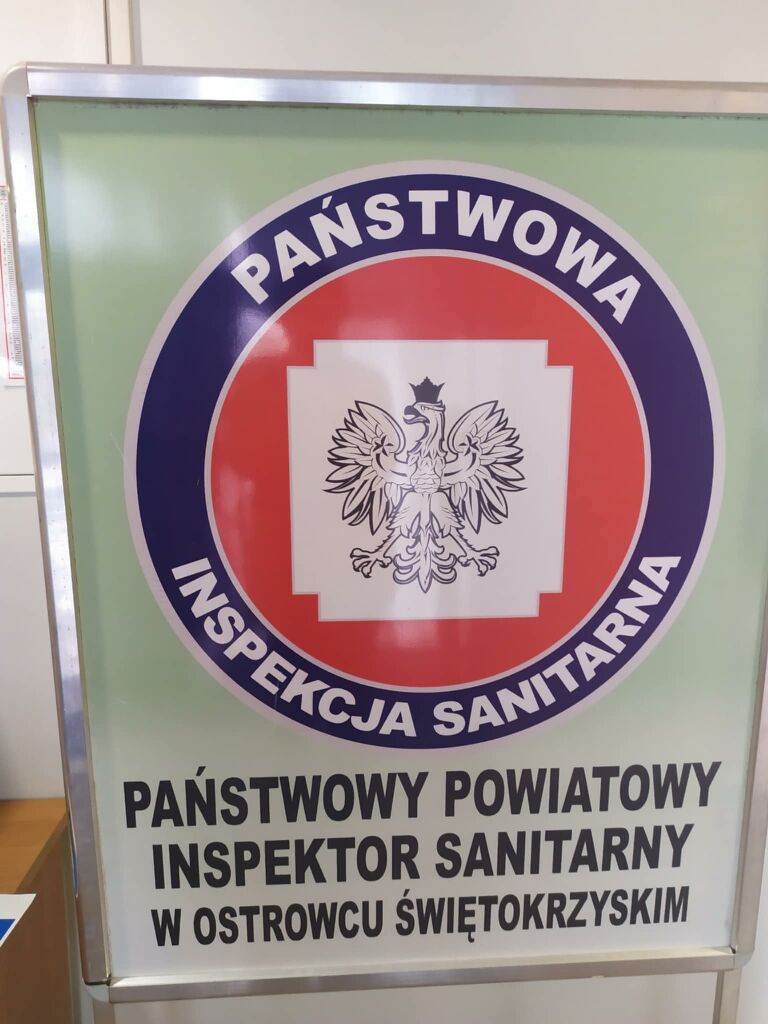 PAŃSTWOWA
INSPEKCJA SANITARNA
PAŃSTWOWY POWIATOWY
INSPEKTOR SANITARNY
W OSTROWCU ŚWIĘTOKRZYSKIM